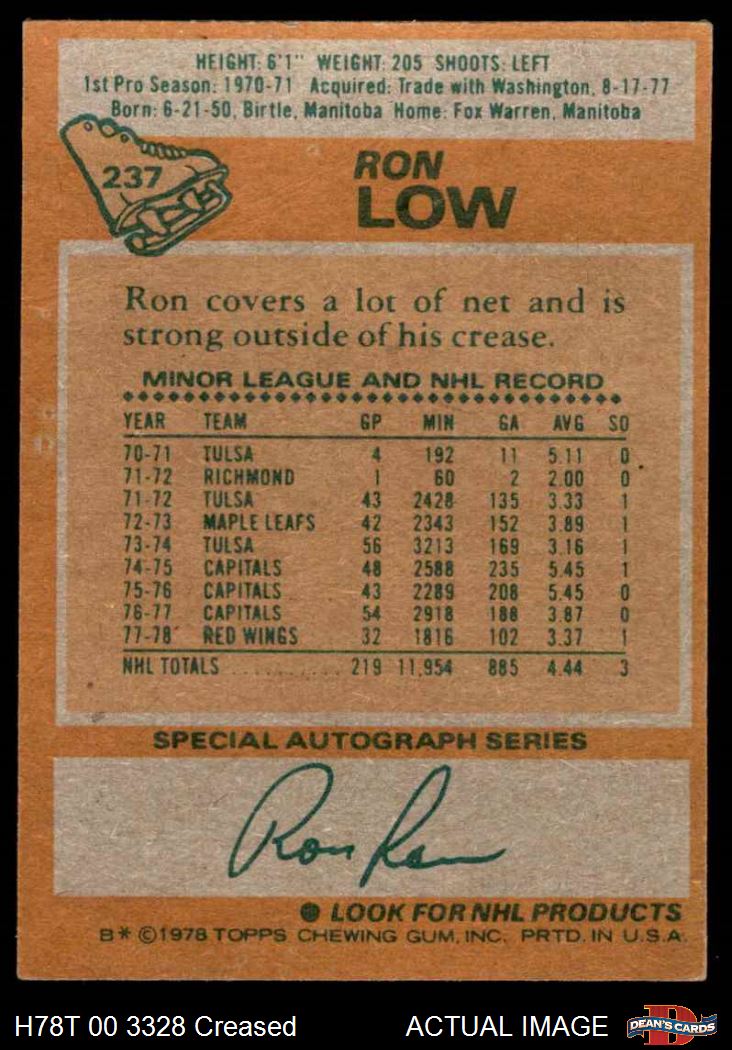 HEIGHT: 6'1" WEIGHT: 205 SHOOTS: LEFT
1st Pro Season: 1970-71 Acquired: Trade with Washington, 8-17-77
Born: 6-21-50, Birtle, Manitoba Home: Fox Warren, Manitoba
237
RON
LOW
Ron covers a lot of net and is
strong outside of his crease.
MINOR LEAGUE AND NHL RECORD
YEAR TEAM GP MIN GA AVG SO
70-71 TULSA 4 192 11 5.11 0
71-72 RICHMOND 1 60 2 2.00 0
71-72 TULSA 43 2428 135 3.33 1
72-73 MAPLE LEAFS 42 2343 152 3.89 1
73-74 TULSA 56 3213 169 3.16 1
74-75 CAPITALS 48 2588 235 5.45 1
75-76 CAPITALS 43 2289 208 5.45 0
76-77 CAPITALS 54 2918 188 3.87 0
77-78 RED WINGS 32 1816 102 3.37 1
NHL TOTALS ........... 219 11,954 885 4.44 3
SPECIAL AUTOGRAPH SERIES
Ron Low
LOOK FOR NHL PRODUCTS
B* ©1978 TOPPS CHEWING GUM, INC. PRTD. IN U.S.A.
H78T 00 3328 Creased ACTUAL IMAGE DEAN'S CARDS